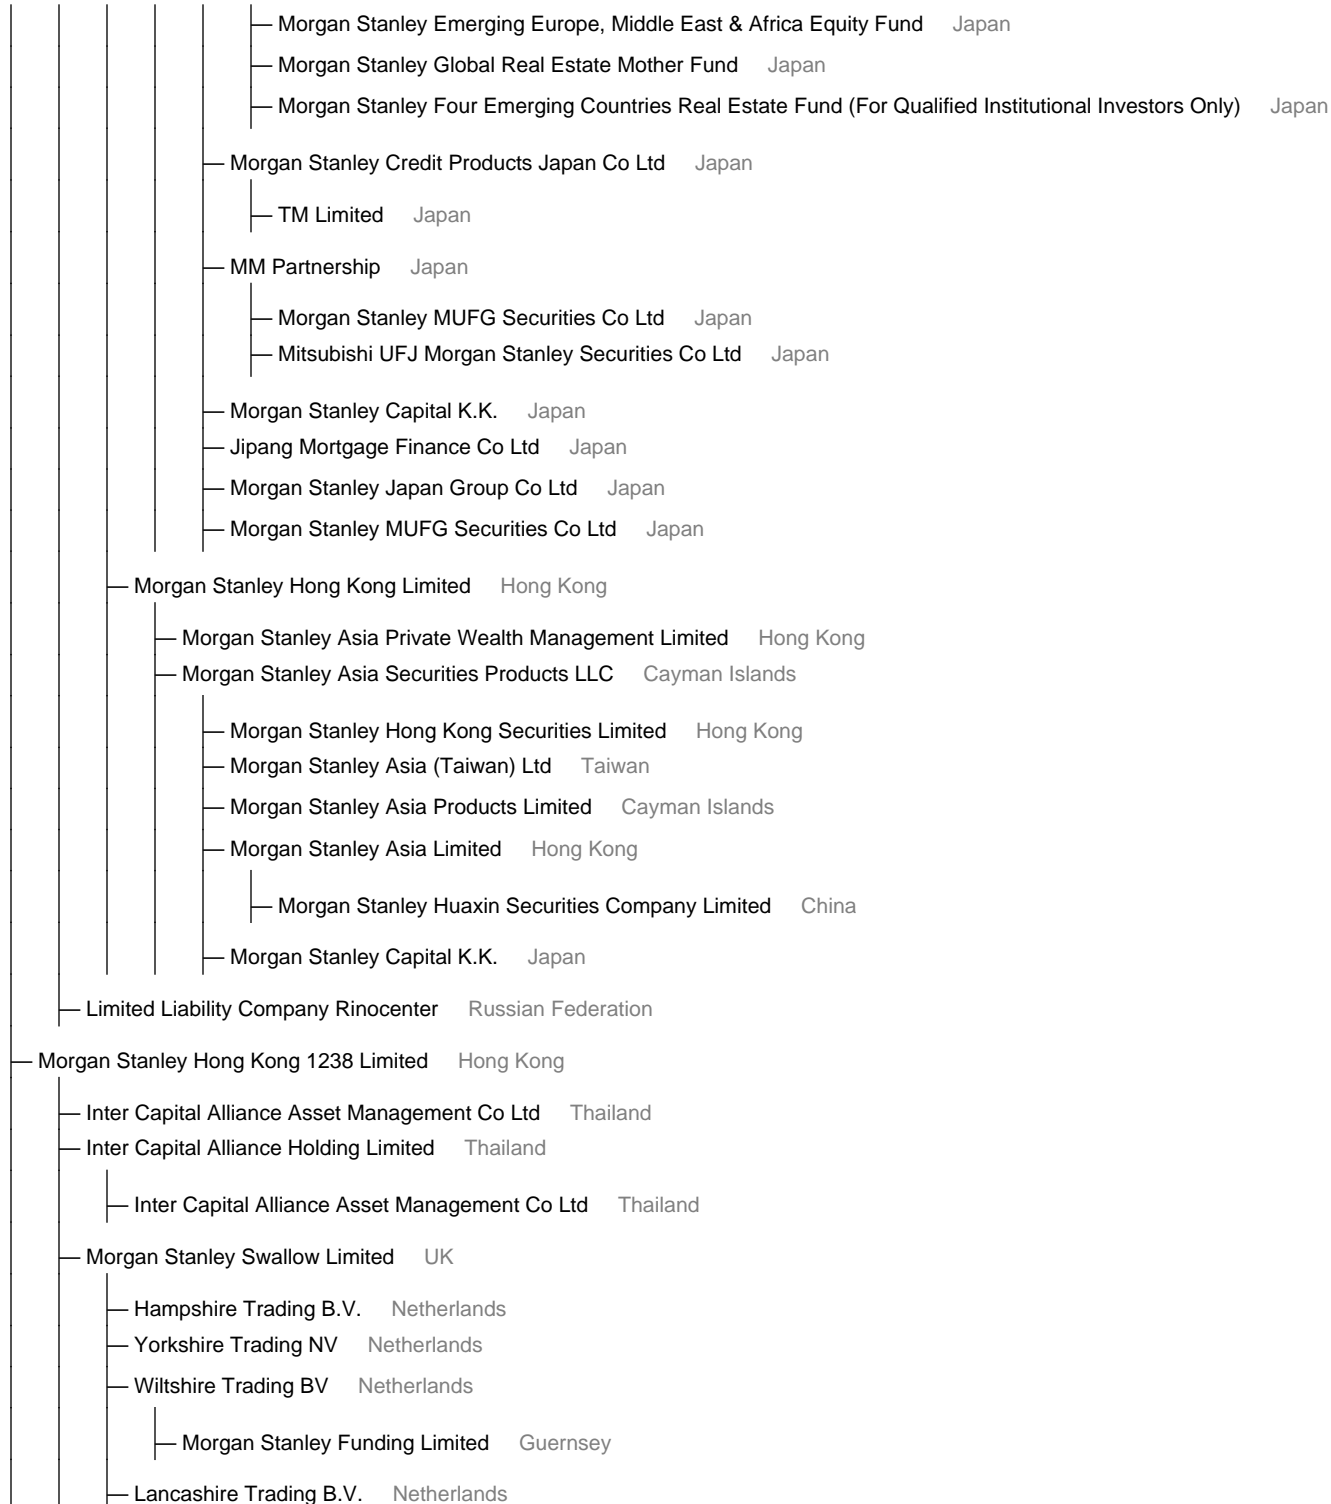 Morgan Stanley Emerging Europe, Middle East & Africa Equity Fund Japan
Morgan Stanley Global Real Estate Mother Fund Japan
Morgan Stanley Four Emerging Countries Real Estate Fund (For Qualified Institutional Investors Only) Japan
Morgan Stanley Credit Products Japan Co Ltd Japan
TM Limited Japan
MM Partnership Japan
Morgan Stanley MUFG Securities Co Ltd Japan
Mitsubishi UFJ Morgan Stanley Securities Co Ltd Japan
Morgan Stanley Capital K.K. Japan
Jipang Mortgage Finance Co Ltd Japan
Morgan Stanley Japan Group Co Ltd Japan
Morgan Stanley MUFG Securities Co Ltd Japan
Morgan Stanley Hong Kong Limited Hong Kong
Morgan Stanley Asia Private Wealth Management Limited Hong Kong
Morgan Stanley Asia Securities Products LLC Cayman Islands
Morgan Stanley Hong Kong Securities Limited Hong Kong
Morgan Stanley Asia (Taiwan) Ltd Taiwan
Morgan Stanley Asia Products Limited Cayman Islands
Morgan Stanley Asia Limited Hong Kong
Morgan Stanley Huaxin Securities Company Limited China
Morgan Stanley Capital K.K. Japan
Limited Liability Company Rinocenter Russian Federation
Morgan Stanley Hong Kong 1238 Limited Hong Kong
Inter Capital Alliance Asset Management Co Ltd Thailand
Inter Capital Alliance Holding Limited Thailand
Inter Capital Alliance Asset Management Co Ltd Thailand
Morgan Stanley Swallow Limited UK
Hampshire Trading B.V. Netherlands
Yorkshire Trading NV Netherlands
Wiltshire Trading BV Netherlands
Morgan Stanley Funding Limited Guernsey
Lancashire Trading B.V. Netherlands